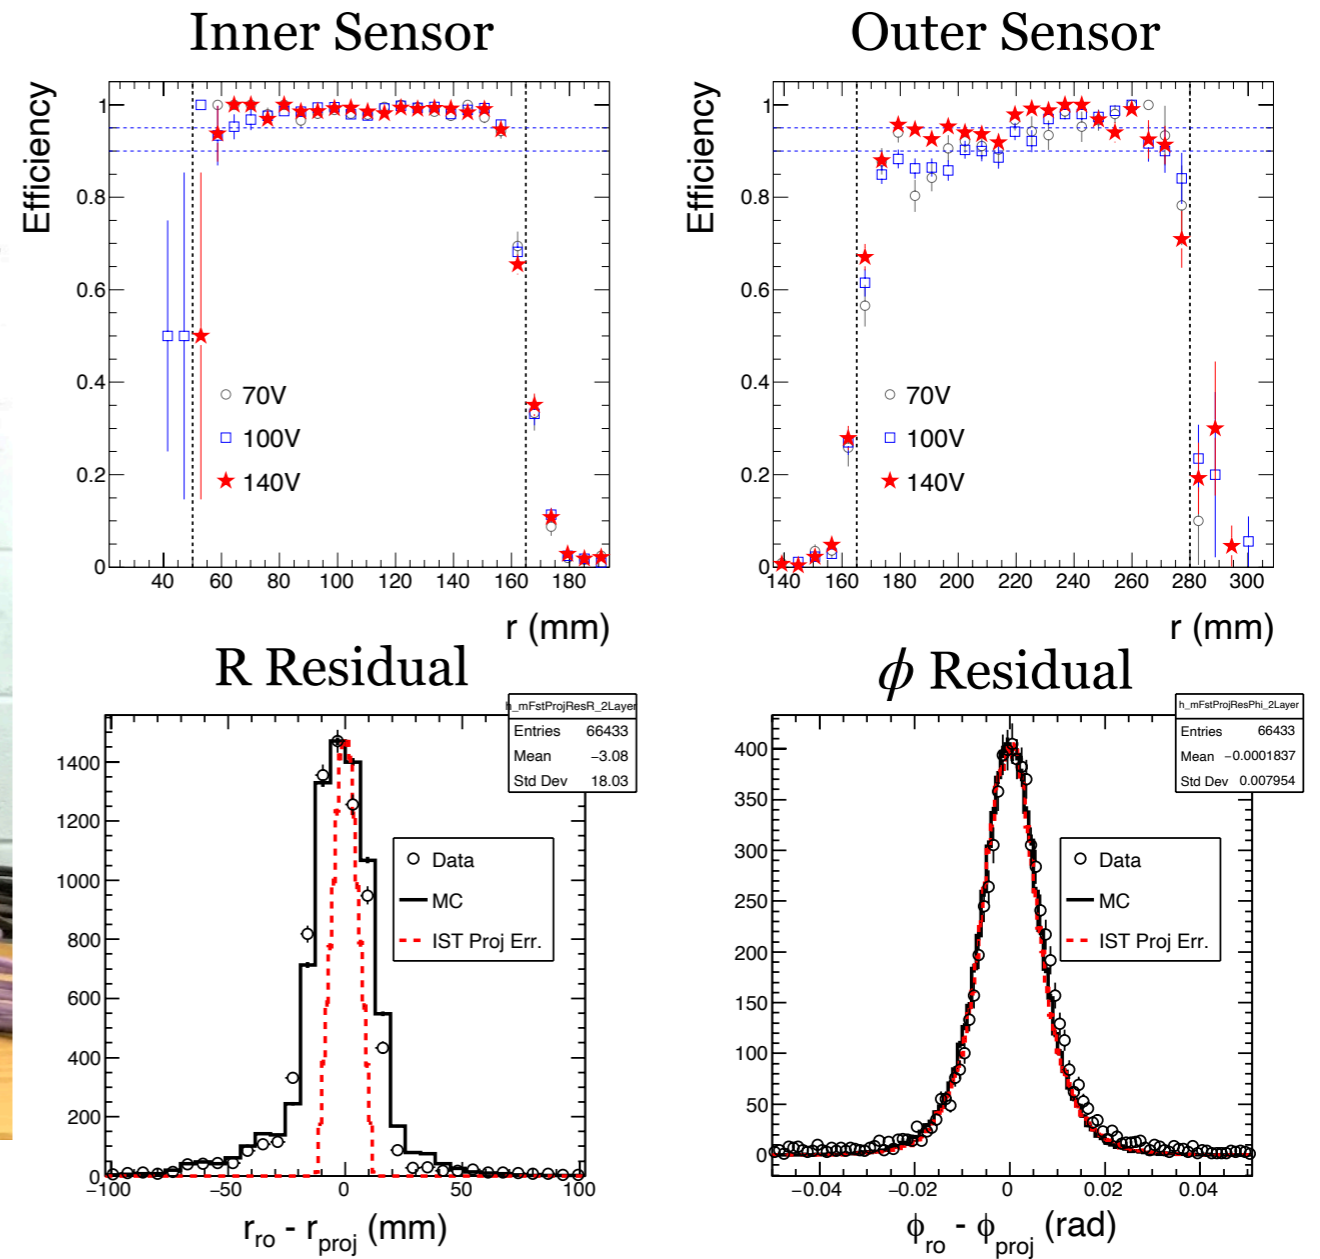 Inner Sensor
Efficiency
1
0.8
0.6
0.4
0.2
0
70V
100V
140V
40 60 80 100 120 140 160 180
r (mm)
Outer Sensor
Efficiency
1
0.8
0.6
0.4
0.2
0
70V
100V
140V
140 160 180 200 220 240 260 280 300
r (mm)
R Residual
h_mFstProjResR_2Layer
Entries 66433
Mean −3.08
Std Dev 18.03
1400
1200
1000
800
600
400
200
0
Data
MC
IST Proj Err.
−100 −50 0 50 100
r_ro - r_proj (mm)
ϕ Residual
h_mFstProjResPhi_2Layer
Entries 66433
Mean −0.0001837
Std Dev 0.007954
400
350
300
250
200
150
100
50
0
Data
MC
IST Proj Err.
−0.04 −0.02 0 0.02 0.04
ϕ_ro - ϕ_proj (rad)